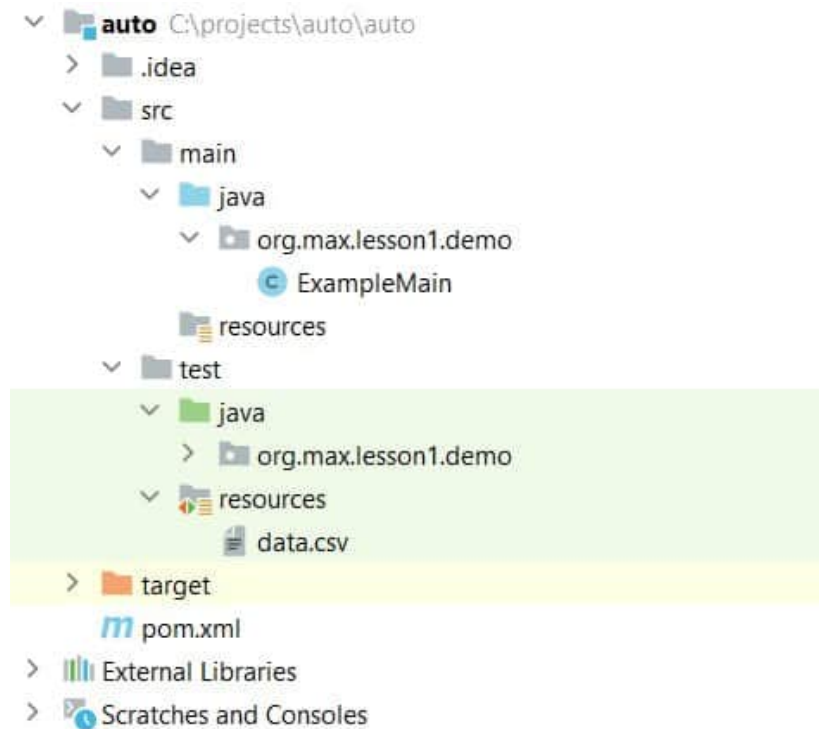 auto C:\projects\auto\auto
.idea
src
main
java
org.max.lesson1.demo
C ExampleMain
resources
test
java
org.max.lesson1.demo
resources
data.csv
target
m pom.xml
External Libraries
Scratches and Consoles